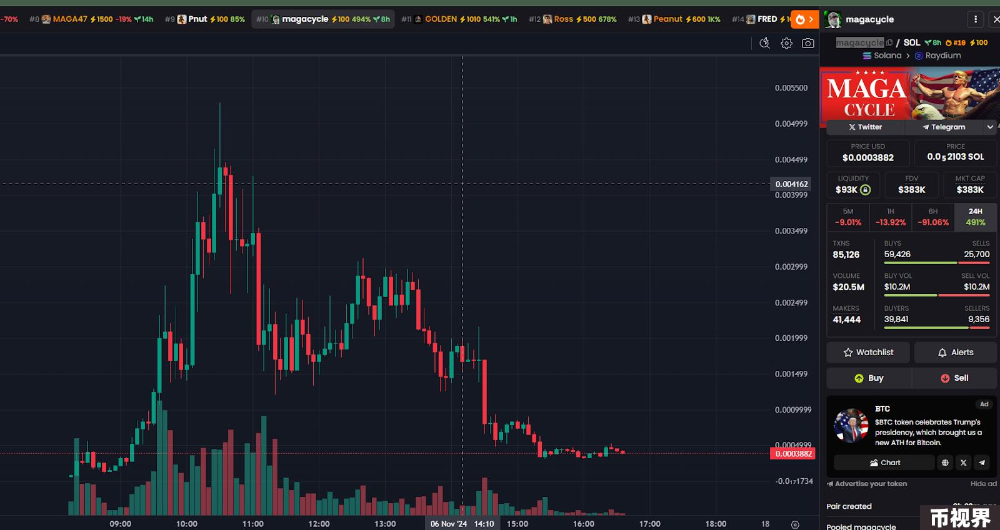 -70%
#8 MAGA47 1500 -19% 14h
#9 Pnut 100 85%
#10 magacycle 100 494% 8h
#11 GOLDEN 1010 541% 1h
#12 Ross 500 678%
#13 Peanut 600 1K%
#14 FRED
magacycle
magacycle / SOL 8h #10 100
Solana > Raydium
MAGA
CYCLE
X Twitter
Telegram
PRICE USD
$0.0003882
PRICE
0.0₅2103 SOL
LIQUIDITY
$93K
FDV
$383K
MKT CAP
$383K
5M
-9.01%
1H
-13.92%
6H
-91.06%
24H
491%
TXNS
85,126
BUYS
59,426
SELLS
25,700
VOLUME
$20.5M
BUY VOL
$10.2M
SELL VOL
$10.2M
MAKERS
41,444
BUYERS
39,841
SELLERS
9,356
Watchlist
Alerts
Buy
Sell
Ad
BTC
$BTC token celebrates Trump's
presidency, which brought us a
new ATH for Bitcoin.
Chart
Advertise your token
Hide ad
Pair created
Pooled magacycle
0.005500
0.004999
0.004499
0.004162
0.003999
0.003499
0.002999
0.002499
0.001999
0.001499
0.0009999
0.0004999
0.0003882
-0.0₁₇1734
09:00
10:00
11:00
12:00
13:00
06 Nov '24 14:10
15:00
16:00
17:00
18:00
18
币视界